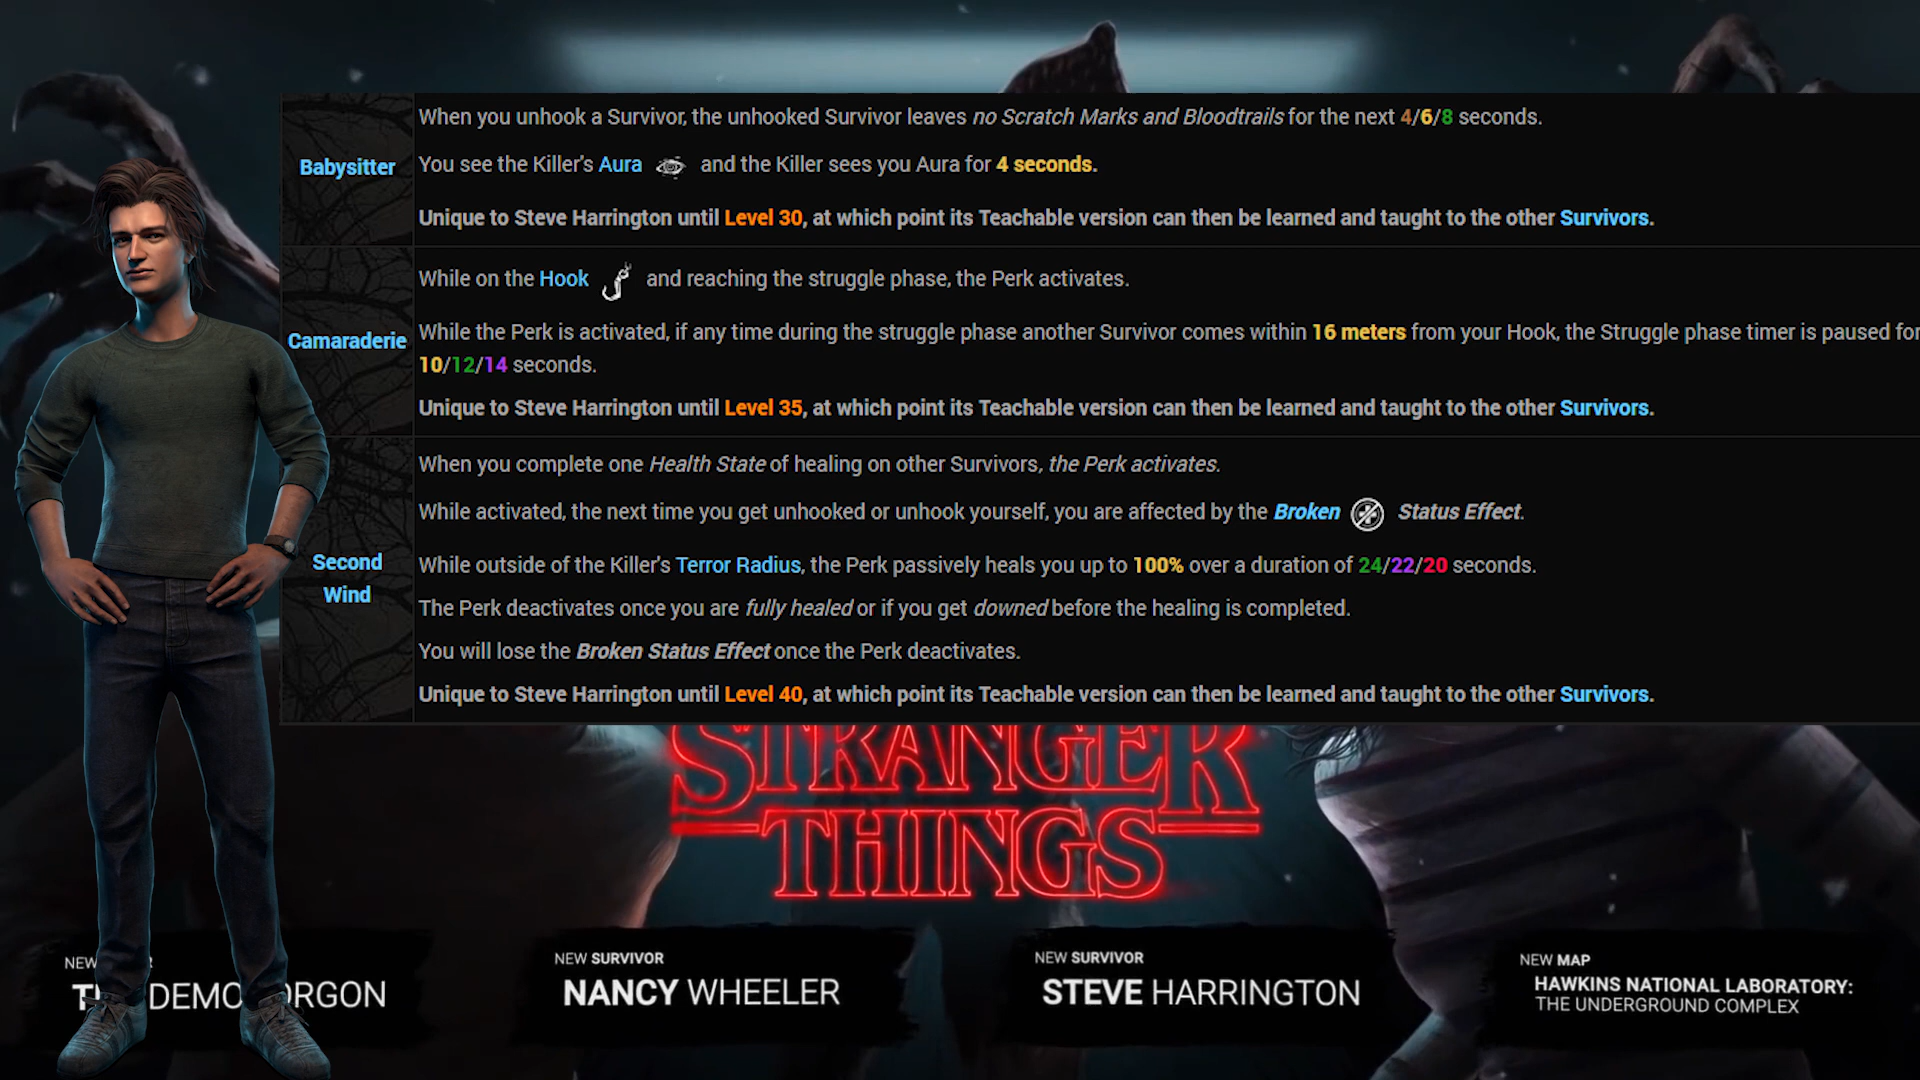 When you unhook a Survivor, the unhooked Survivor leaves no Scratch Marks and Bloodtrails for the next 4/6/8 seconds.
Babysitter
You see the Killer's Aura and the Killer sees you Aura for 4 seconds.
Unique to Steve Harrington until Level 30, at which point its Teachable version can then be learned and taught to the other Survivors.
While on the Hook and reaching the struggle phase, the Perk activates.
Camaraderie
While the Perk is activated, if any time during the struggle phase another Survivor comes within 16 meters from your Hook, the Struggle phase timer is paused for
10/12/14 seconds.
Unique to Steve Harrington until Level 35, at which point its Teachable version can then be learned and taught to the other Survivors.
When you complete one Health State of healing on other Survivors, the Perk activates.
While activated, the next time you get unhooked or unhook yourself, you are affected by the Broken Status Effect.
Second
Wind
While outside of the Killer's Terror Radius, the Perk passively heals you up to 100% over a duration of 24/22/20 seconds.
The Perk deactivates once you are fully healed or if you get downed before the healing is completed.
You will lose the Broken Status Effect once the Perk deactivates.
Unique to Steve Harrington until Level 40, at which point its Teachable version can then be learned and taught to the other Survivors.
STRANGER
THINGS
NEW
NEW SURVIVOR
NANCY WHEELER
NEW SURVIVOR
STEVE HARRINGTON
NEW MAP
HAWKINS NATIONAL LABORATORY:
THE UNDERGROUND COMPLEX